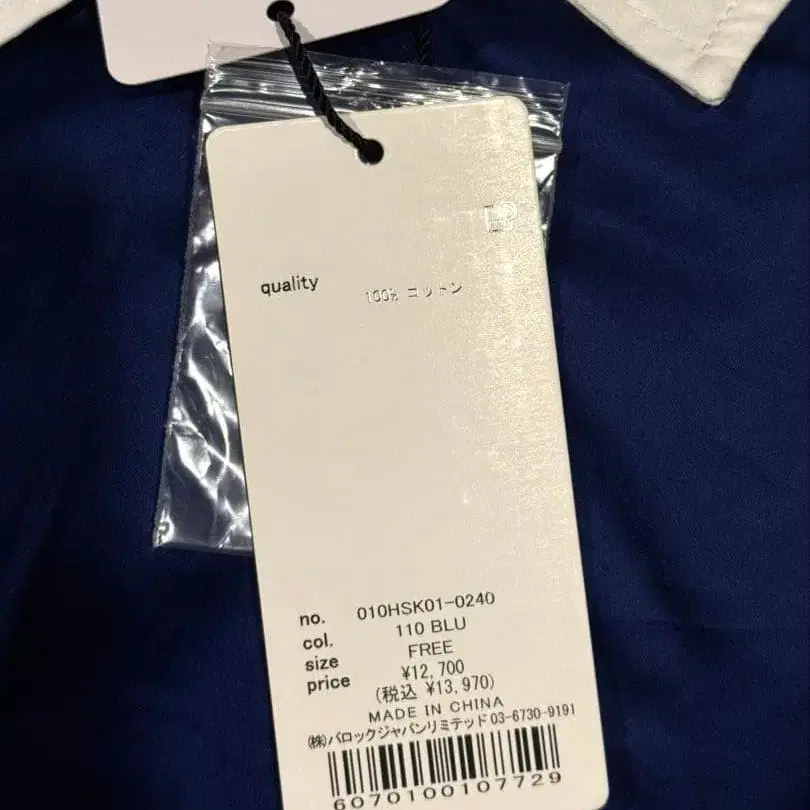 quality 100% コットン
no. 010HSK01-0240
col. 110 BLU
size FREE
price ¥12,700
(税込 ¥13,970)
MADE IN CHINA
(株)バロックジャパンリミテッド 03-6730-9191
6070100107729